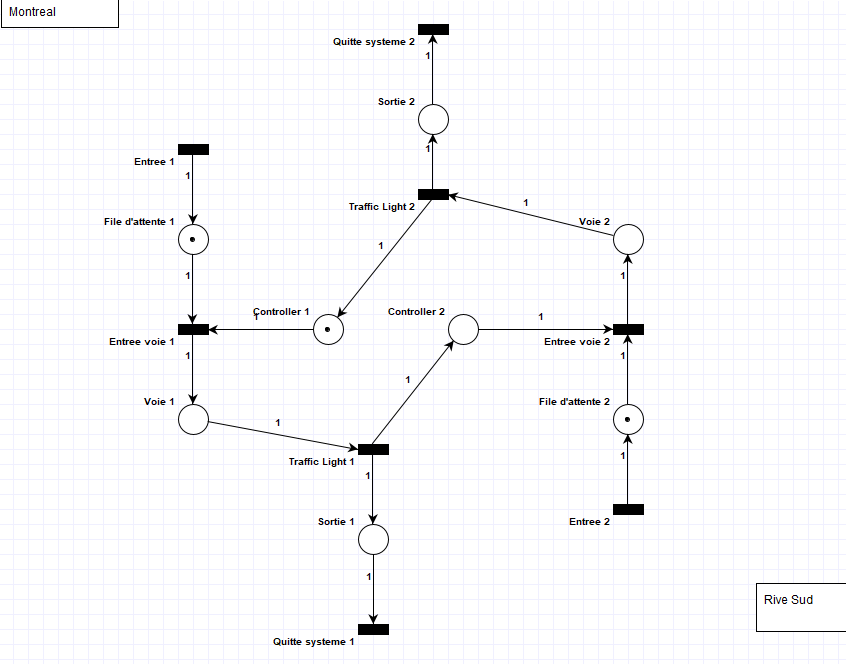 Montreal
Quitte systeme 2
1
Sortie 2
1
Entree 1
1
Traffic Light 2
1
File d'attente 1
Voie 2
1
1
1
Controller 1
1
Controller 2
1
Entree voie 1
Entree voie 2
1
1
1
Voie 1
File d'attente 2
1
Traffic Light 1
1
1
Sortie 1
Entree 2
1
Quitte systeme 1
Rive Sud